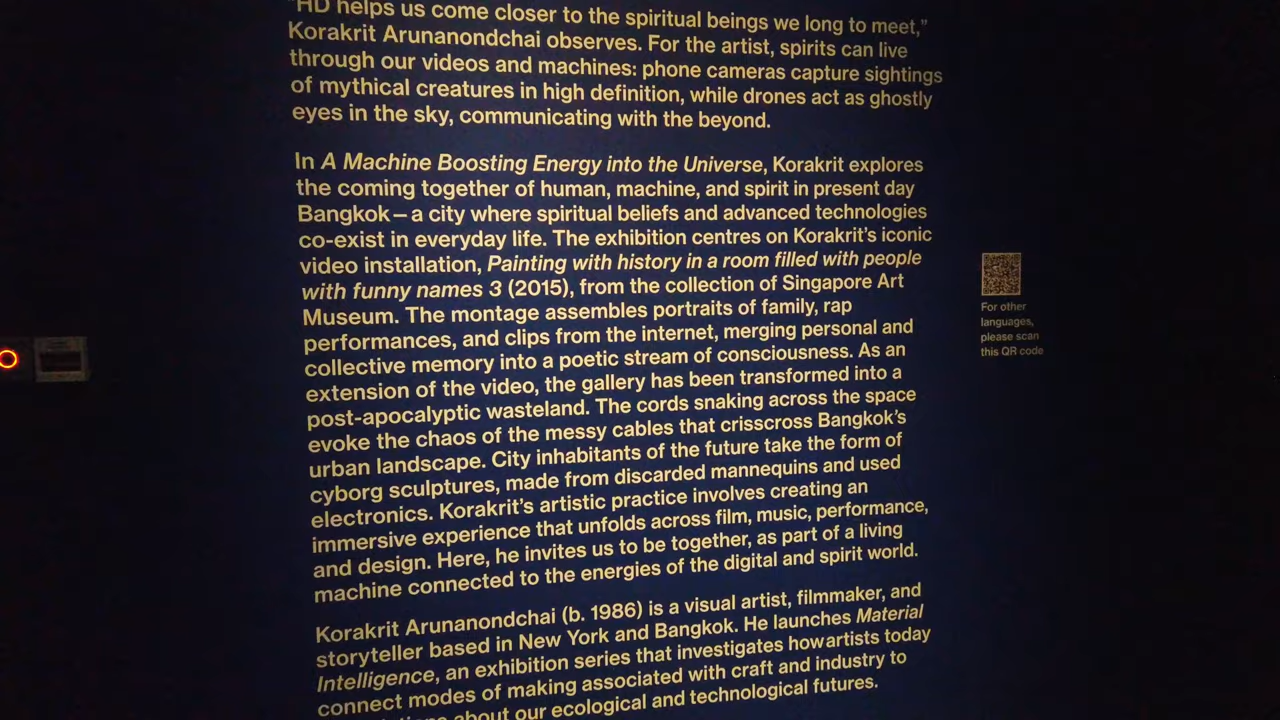 "HD helps us come closer to the spiritual beings we long to meet,"
Korakrit Arunanondchai observes. For the artist, spirits can live
through our videos and machines: phone cameras capture sightings
of mythical creatures in high definition, while drones act as ghostly
eyes in the sky, communicating with the beyond.
In A Machine Boosting Energy into the Universe, Korakrit explores
the coming together of human, machine, and spirit in present day
Bangkok—a city where spiritual beliefs and advanced technologies
co-exist in everyday life. The exhibition centres on Korakrit's iconic
video installation, Painting with history in a room filled with people
with funny names 3 (2015), from the collection of Singapore Art
Museum. The montage assembles portraits of family, rap
performances, and clips from the internet, merging personal and
collective memory into a poetic stream of consciousness. As an
extension of the video, the gallery has been transformed into a
post-apocalyptic wasteland. The cords snaking across the space
evoke the chaos of the messy cables that crisscross Bangkok's
urban landscape. City inhabitants of the future take the form of
cyborg sculptures, made from discarded mannequins and used
electronics. Korakrit's artistic practice involves creating an
immersive experience that unfolds across film, music, performance,
and design. Here, he invites us to be together, as part of a living
machine connected to the energies of the digital and spirit world.
Korakrit Arunanondchai (b. 1986) is a visual artist, filmmaker, and
storyteller based in New York and Bangkok. He launches Material
Intelligence, an exhibition series that investigates how artists today
connect modes of making associated with craft and industry to
about our ecological and technological futures.
For other
languages,
please scan
this QR code